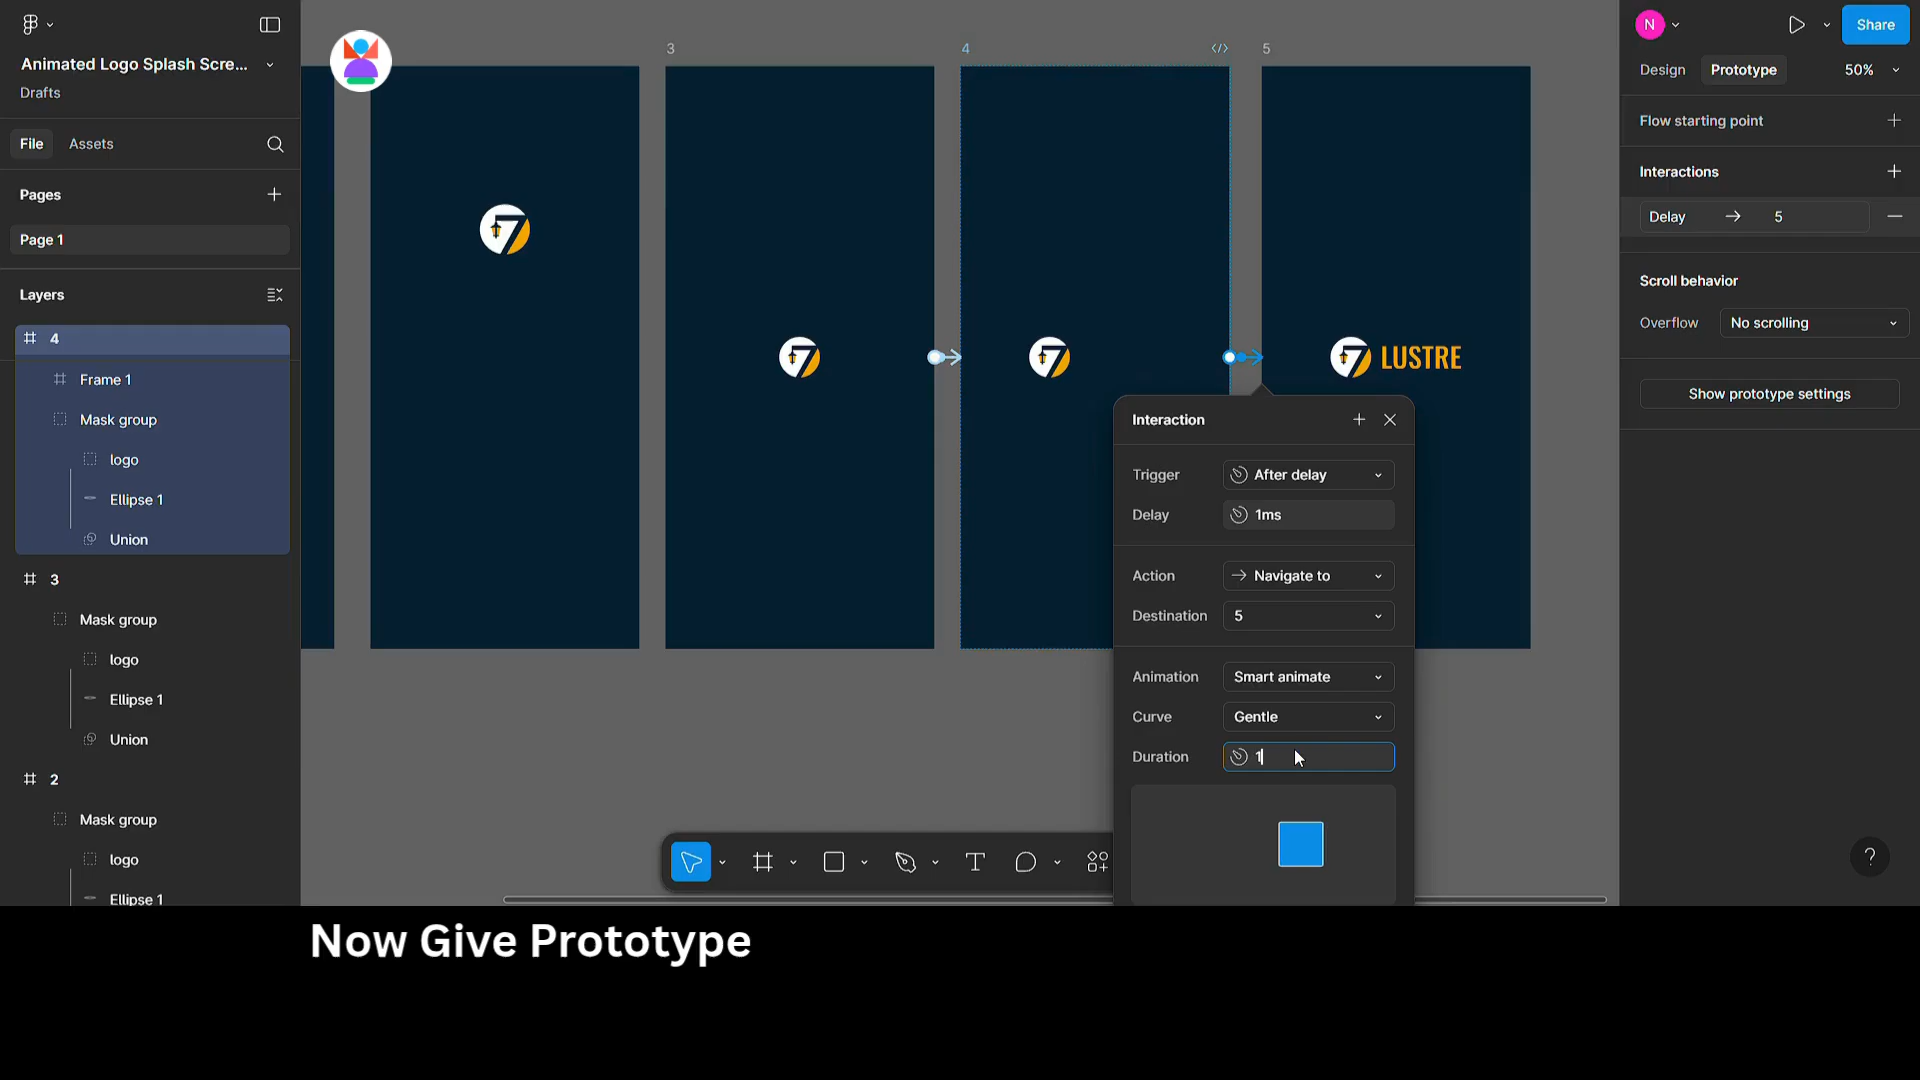 Animated Logo Splash Scre...
Drafts
File
Assets
Pages
Page 1
Layers
4
Frame 1
Mask group
logo
Ellipse 1
Union
3
Mask group
logo
Ellipse 1
Union
2
Mask group
logo
Ellipse 1
3
4
</>
5
7
7
7
7 LUSTRE
Interaction
Trigger
After delay
Delay
1ms
Action
Navigate to
Destination
5
Animation
Smart animate
Curve
Gentle
Duration
1
N
Share
Design
Prototype
50%
Flow starting point
Interactions
Delay
5
Scroll behavior
Overflow
No scrolling
Show prototype settings
?
Now Give Prototype